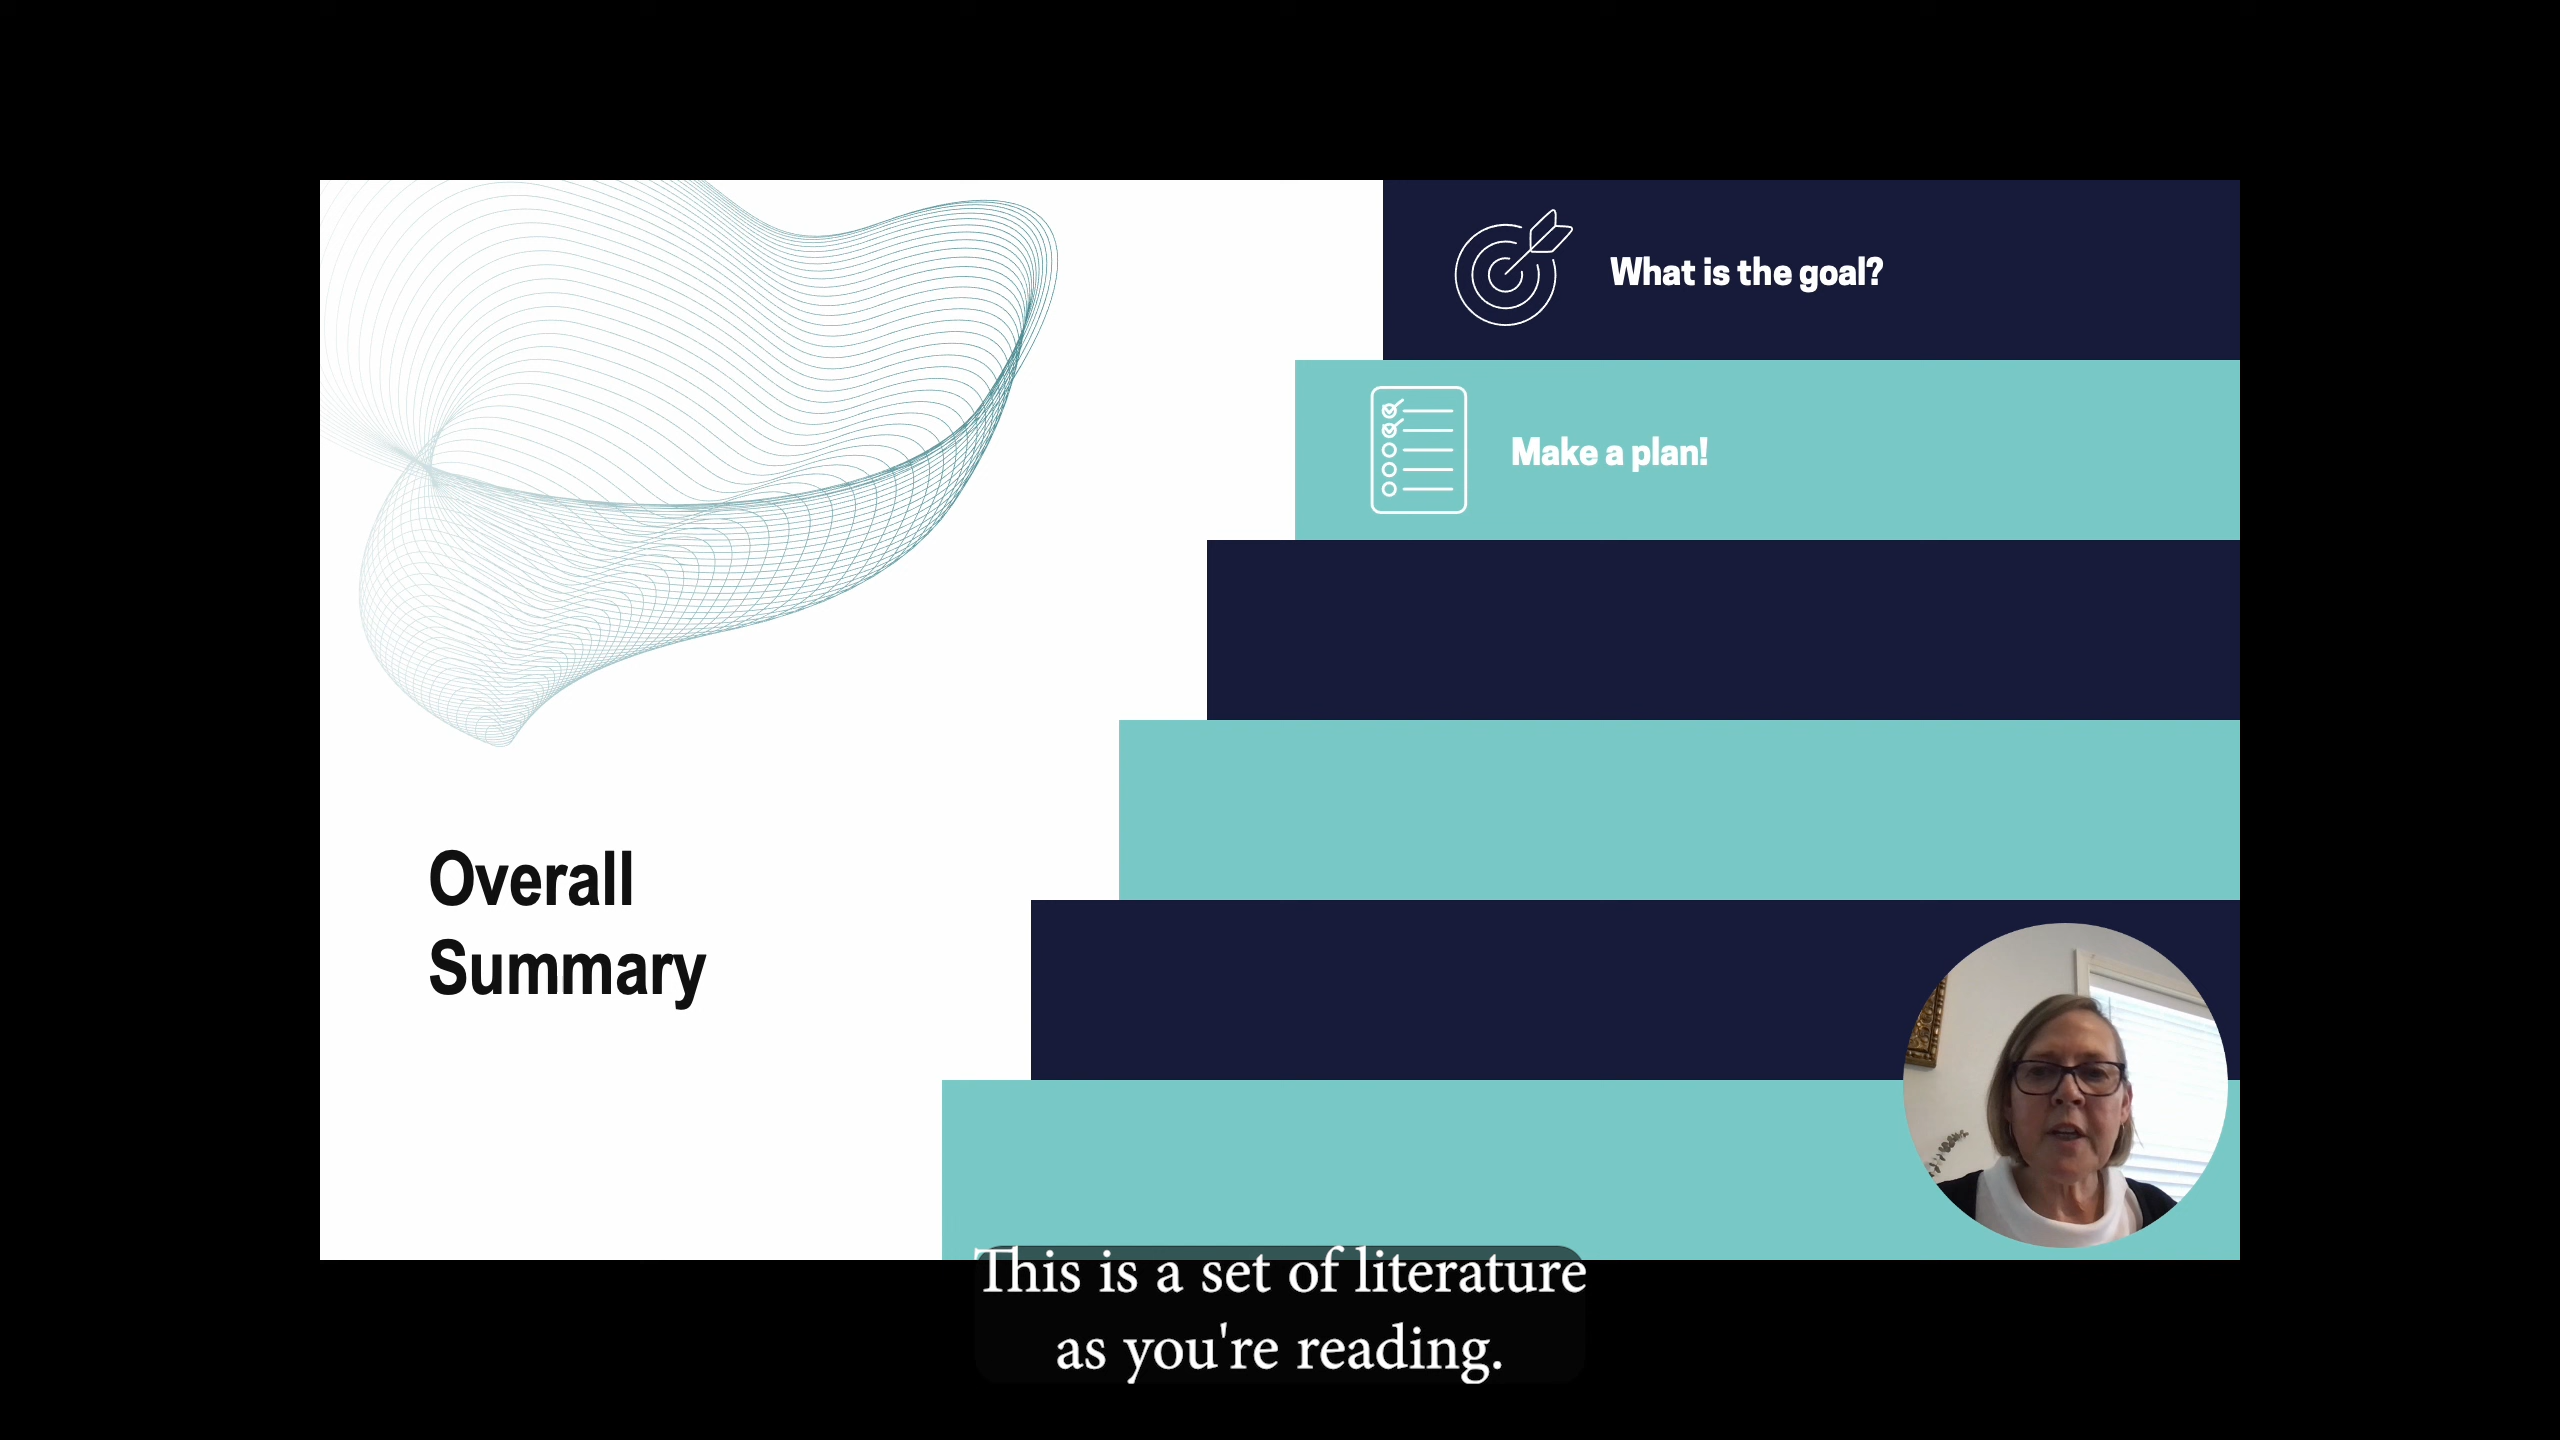 What is the goal?
Make a plan!
Overall
Summary
This is a set of literature
as you're reading.